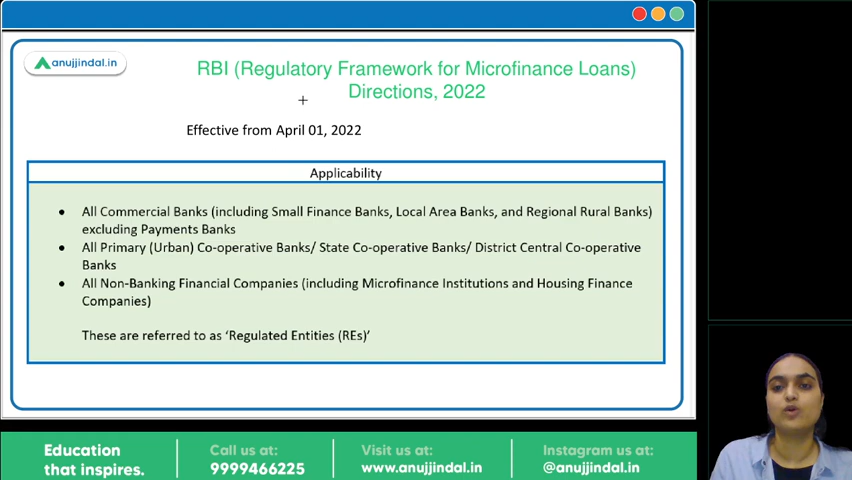 anujjindal.in
RBI (Regulatory Framework for Microfinance Loans)
Directions, 2022
Effective from April 01, 2022
Applicability
• All Commercial Banks (including Small Finance Banks, Local Area Banks, and Regional Rural Banks)
excluding Payments Banks
• All Primary (Urban) Co-operative Banks/ State Co-operative Banks/ District Central Co-operative
Banks
• All Non-Banking Financial Companies (including Microfinance Institutions and Housing Finance
Companies)
These are referred to as ‘Regulated Entities (REs)’
Education
that inspires.
Call us at:
9999466225
Visit us at:
www.anujjindal.in
Instagram us at:
@anujjindal.in